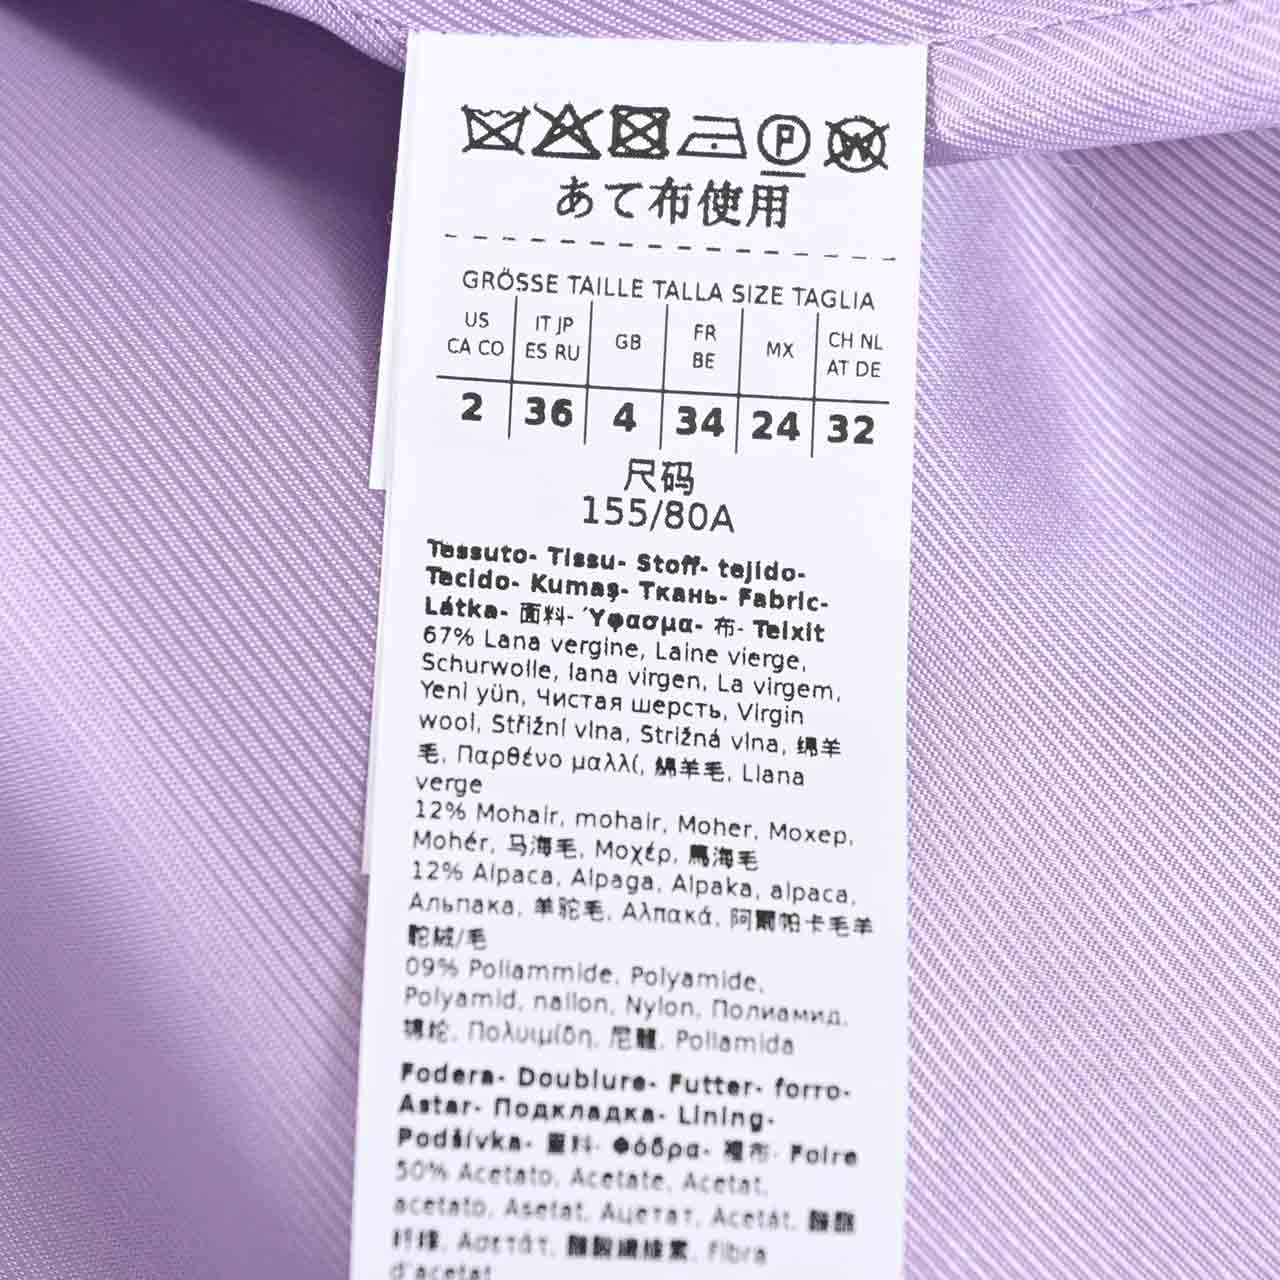 P W
あて布使用
GRÖSSE TAILLE TALLA SIZE TAGLIA
US CA CO IT JP ES RU GB FR BE MX CH NL AT DE
2 36 4 34 24 32
尺码
155/80A
Tessuto- Tissu- Stoff- tejido-
Tecido- Kumaş- Ткань- Fabric-
Látka- 面料- Ύφασμα- 布- Teixit
67% Lana vergine, Laine vierge,
Schurwolle, lana virgen, La virgem,
Yeni yün, Чистая шерсть, Virgin
wool, Střižní vlna, Strižná vlna, 绵羊
毛, Παρθένο μαλλί, 綿羊毛, Llana
verge
12% Mohair, mohair, Moher, Мохер,
Mohér, 马海毛, Μοχέρ, 馬海毛
12% Alpaca, Alpaga, Alpaka, alpaca,
Альпака, 羊驼毛, Αλπακά, 阿爾帕卡毛羊
駝絨/毛
09% Poliammide, Polyamide,
Polyamid, nailon, Nylon, Полиамид,
锦纶, Πολυιμίδη, 尼龍, Poliamida
Fodera- Doublure- Futter- forro-
Astar- Подкладка- Lining-
Podšívka- 里料- Φόδρα- 裡布- Folre
50% Acetato, Acetate, Acetat,
acetato, Asetat, Ацетат, Acetát,
Ασετάτ, Fibra
d'acetat